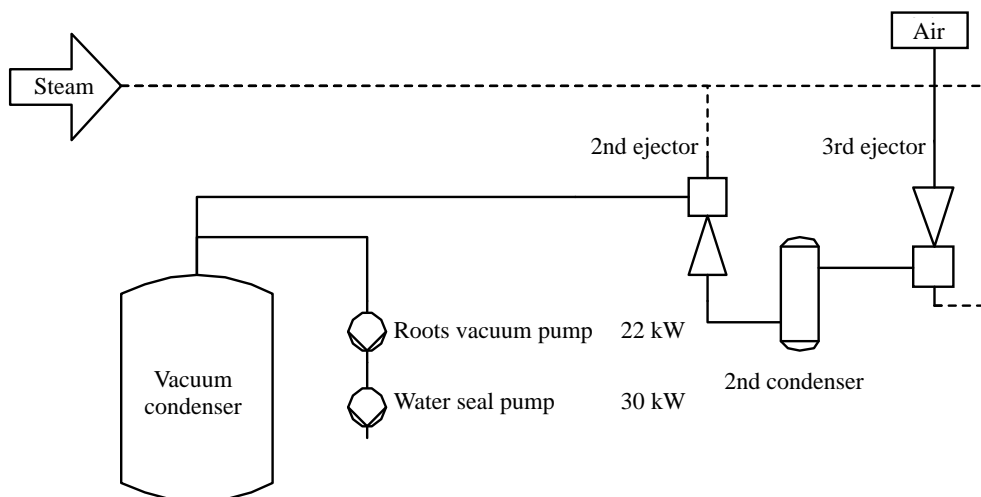 Air
Steam
2nd ejector
3rd ejector
Roots vacuum pump 22 kW
Vacuum
condenser
2nd condenser
Water seal pump 30 kW